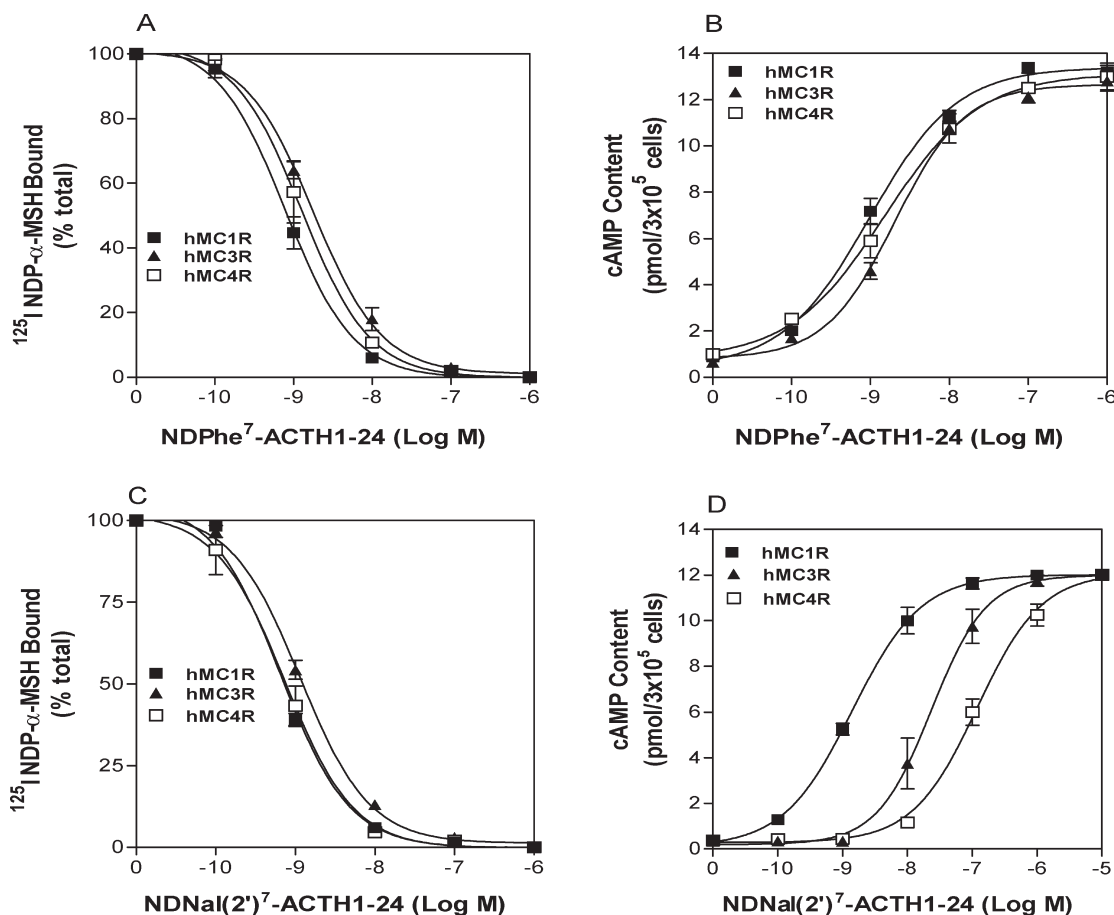 A
100
80
60
40
20
0
¹²⁵I NDP-α-MSH Bound
(% total)
hMC1R
hMC3R
hMC4R
0 -10 -9 -8 -7 -6
NDPhe⁷-ACTH1-24 (Log M)
B
14
12
10
8
6
4
2
0
cAMP Content
(pmol/3x10⁵ cells)
hMC1R
hMC3R
hMC4R
0 -10 -9 -8 -7 -6
NDPhe⁷-ACTH1-24 (Log M)
C
100
75
50
25
0
¹²⁵I NDP-α-MSH Bound
(% total)
hMC1R
hMC3R
hMC4R
0 -10 -9 -8 -7 -6
NDNal(2')⁷-ACTH1-24 (Log M)
D
14
12
10
8
6
4
2
0
cAMP Content
(pmol/3x10⁵ cells)
hMC1R
hMC3R
hMC4R
0 -10 -9 -8 -7 -6 -5
NDNal(2')⁷-ACTH1-24 (Log M)